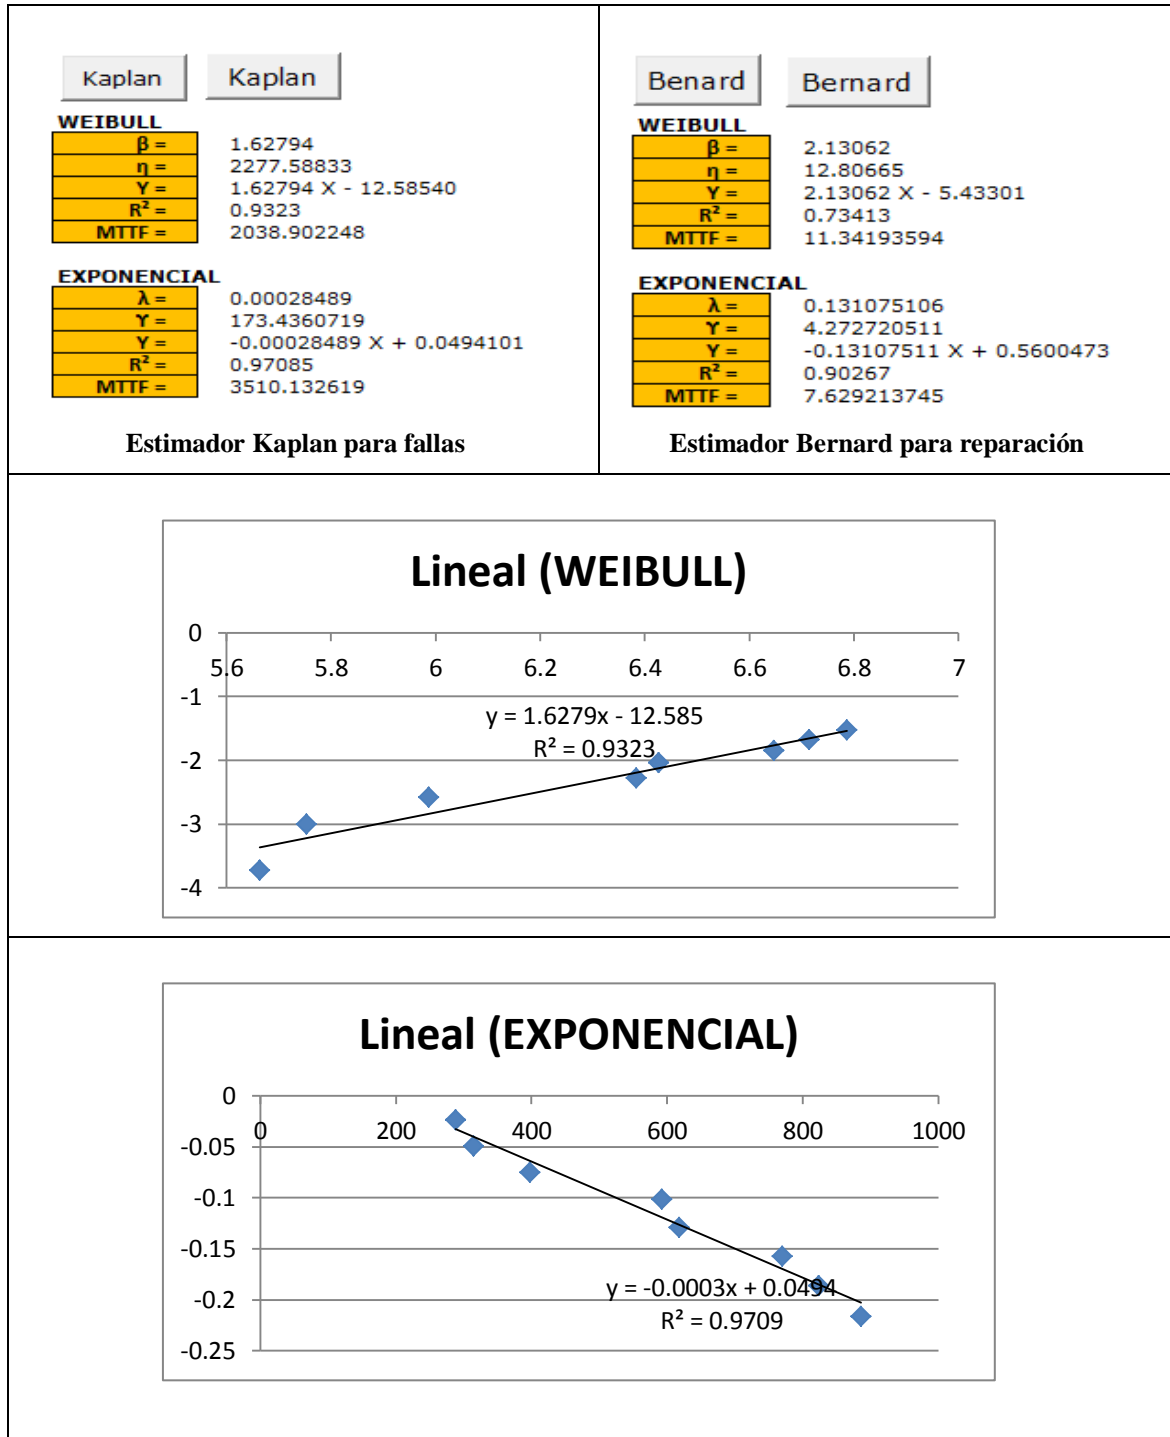 Kaplan Kaplan
WEIBULL
β = 1.62794
η = 2277.58833
Y = 1.62794 X - 12.58540
R² = 0.9323
MTTF = 2038.902248
EXPONENCIAL
λ = 0.00028489
ϒ = 173.4360719
Y = -0.00028489 X + 0.0494101
R² = 0.97085
MTTF = 3510.132619
Estimador Kaplan para fallas
Benard Bernard
WEIBULL
β = 2.13062
η = 12.80665
Y = 2.13062 X - 5.43301
R² = 0.73413
MTTF = 11.34193594
EXPONENCIAL
λ = 0.131075106
ϒ = 4.272720511
Y = -0.13107511 X + 0.5600473
R² = 0.90267
MTTF = 7.629213745
Estimador Bernard para reparación
Lineal (WEIBULL)
0
5.6 5.8 6 6.2 6.4 6.6 6.8 7
-1
y = 1.6279x - 12.585
R² = 0.9323
-2
-3
-4
Lineal (EXPONENCIAL)
0
0 200 400 600 800 1000
-0.05
-0.1
-0.15
y = -0.0003x + 0.0494
-0.2
R² = 0.9709
-0.25